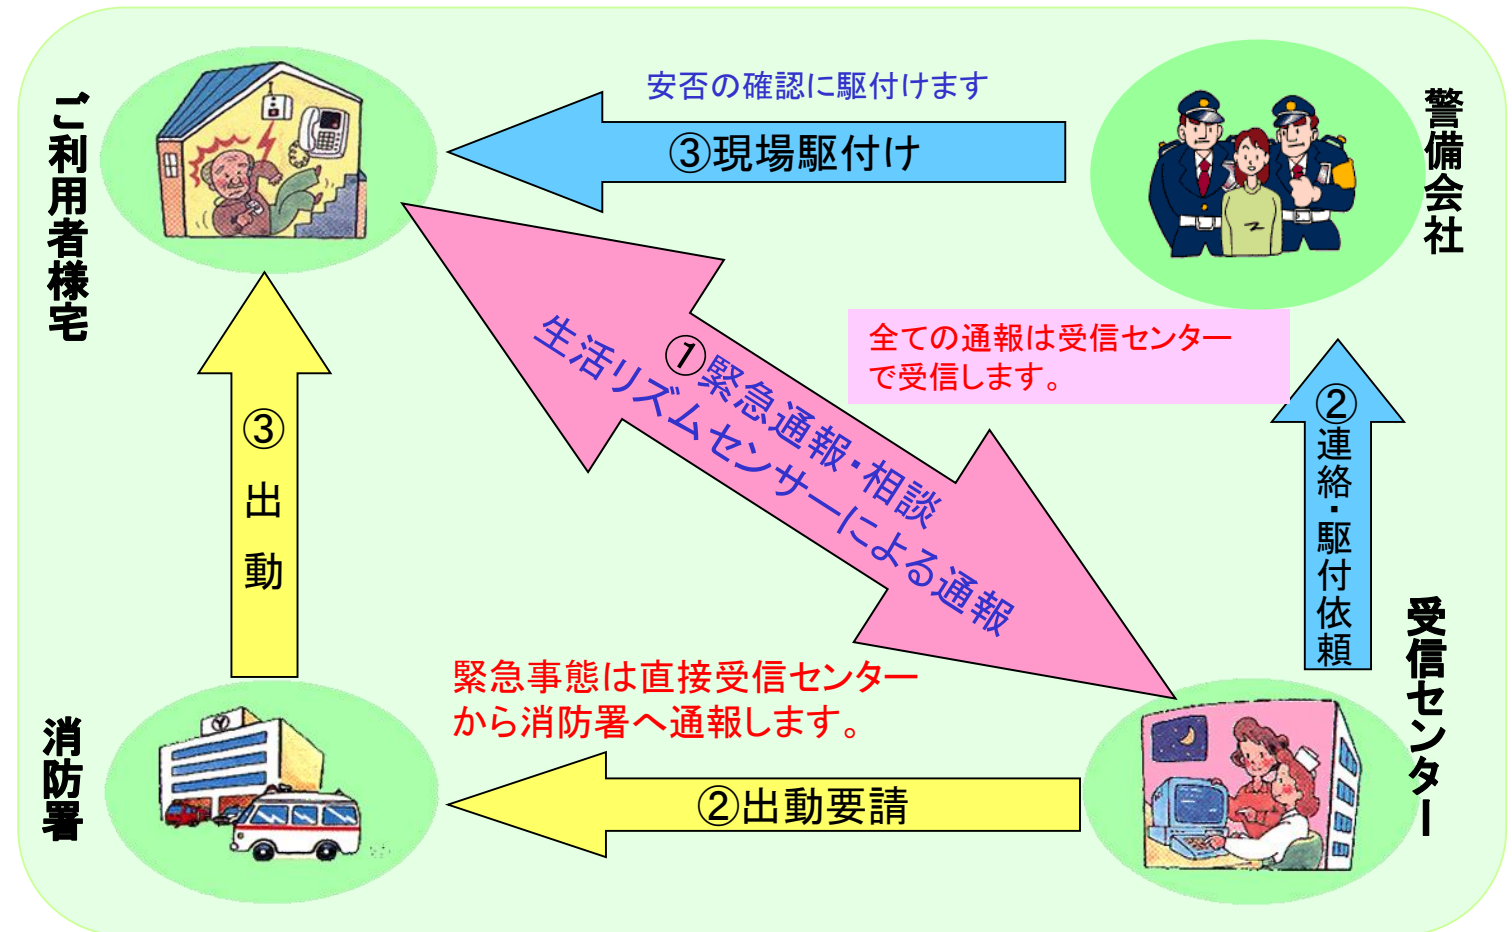 ご利用者様宅
安否の確認に駆付けます
③現場駆付け
警備会社
全ての通報は受信センター
で受信します。
①緊急通報・相談
生活リズムセンサーによる通報
②連絡・駆付依頼
③出動
緊急事態は直接受信センター
から消防署へ通報します。
②出動要請
消防署
受信センター